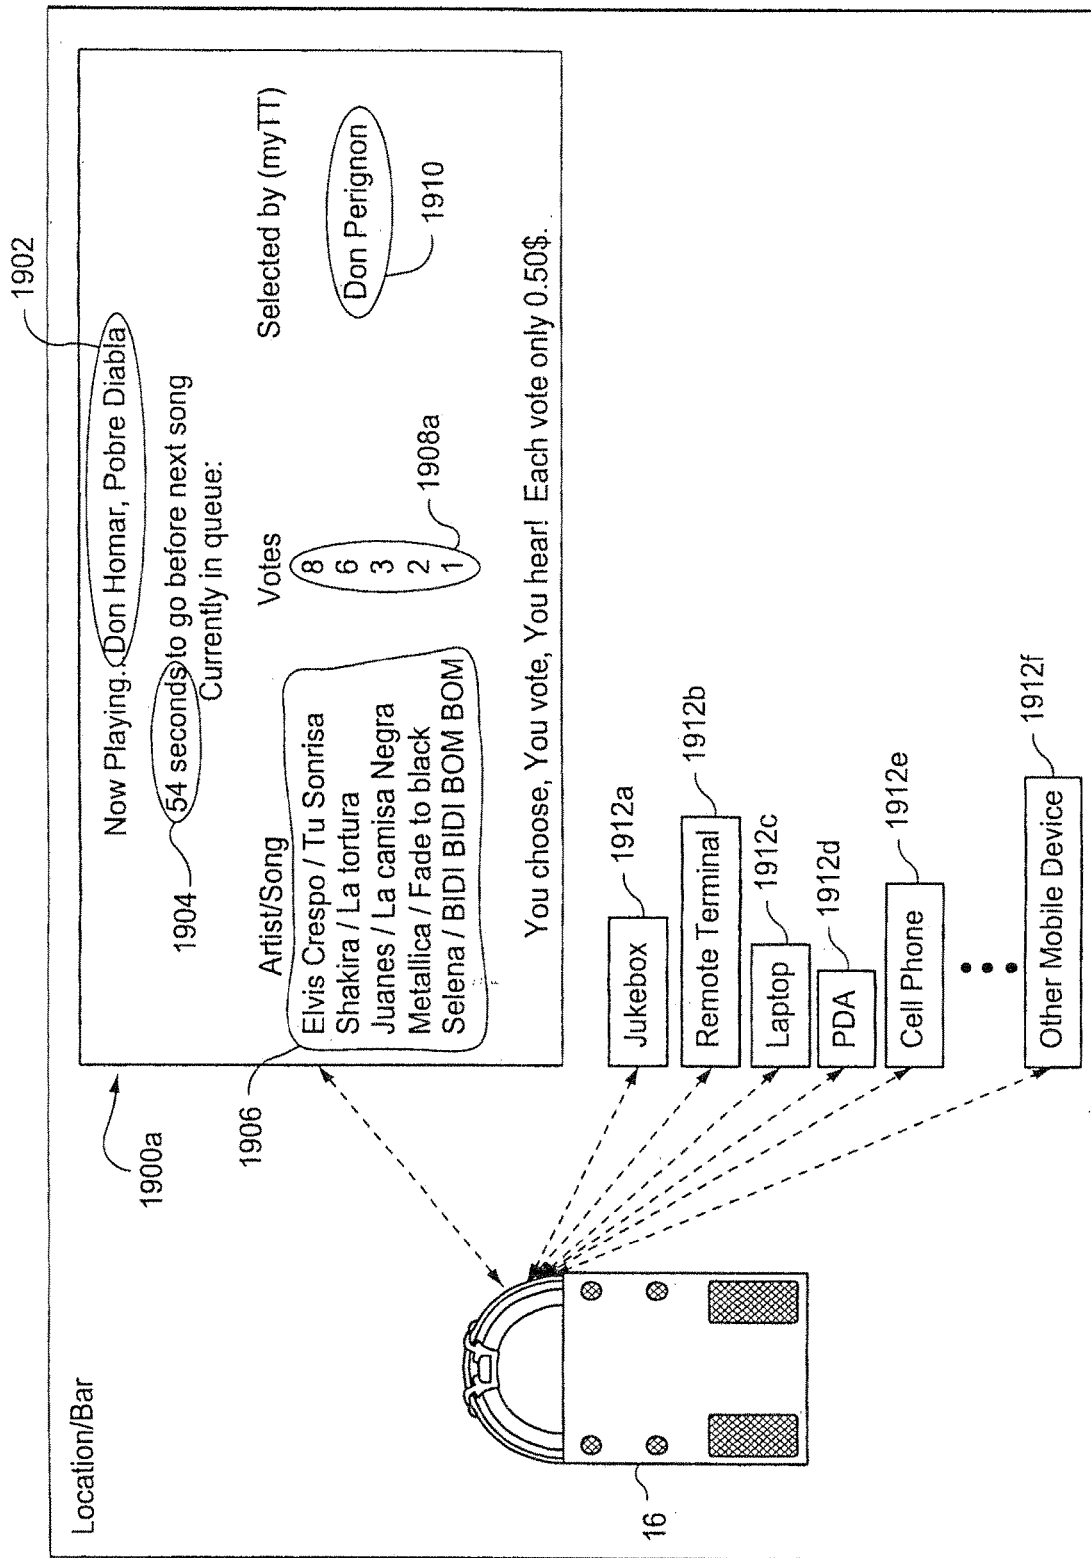 Location/Bar
1900a
Now Playing..Don Homar, Pobre Diabla
1902
54 seconds to go before next song
1904
Currently in queue:
Artist/Song Votes Selected by (myTT)
Elvis Crespo / Tu Sonrisa 8 Don Perignon
Shakira / La tortura 6
Juanes / La camisa Negra 3
Metallica / Fade to black 2
Selena / BIDI BIDI BOM BOM 1
1906
1908a
1910
You choose, You vote, You hear! Each vote only 0.50$.
16
Jukebox 1912a
Remote Terminal 1912b
Laptop 1912c
PDA 1912d
Cell Phone 1912e
Other Mobile Device 1912f